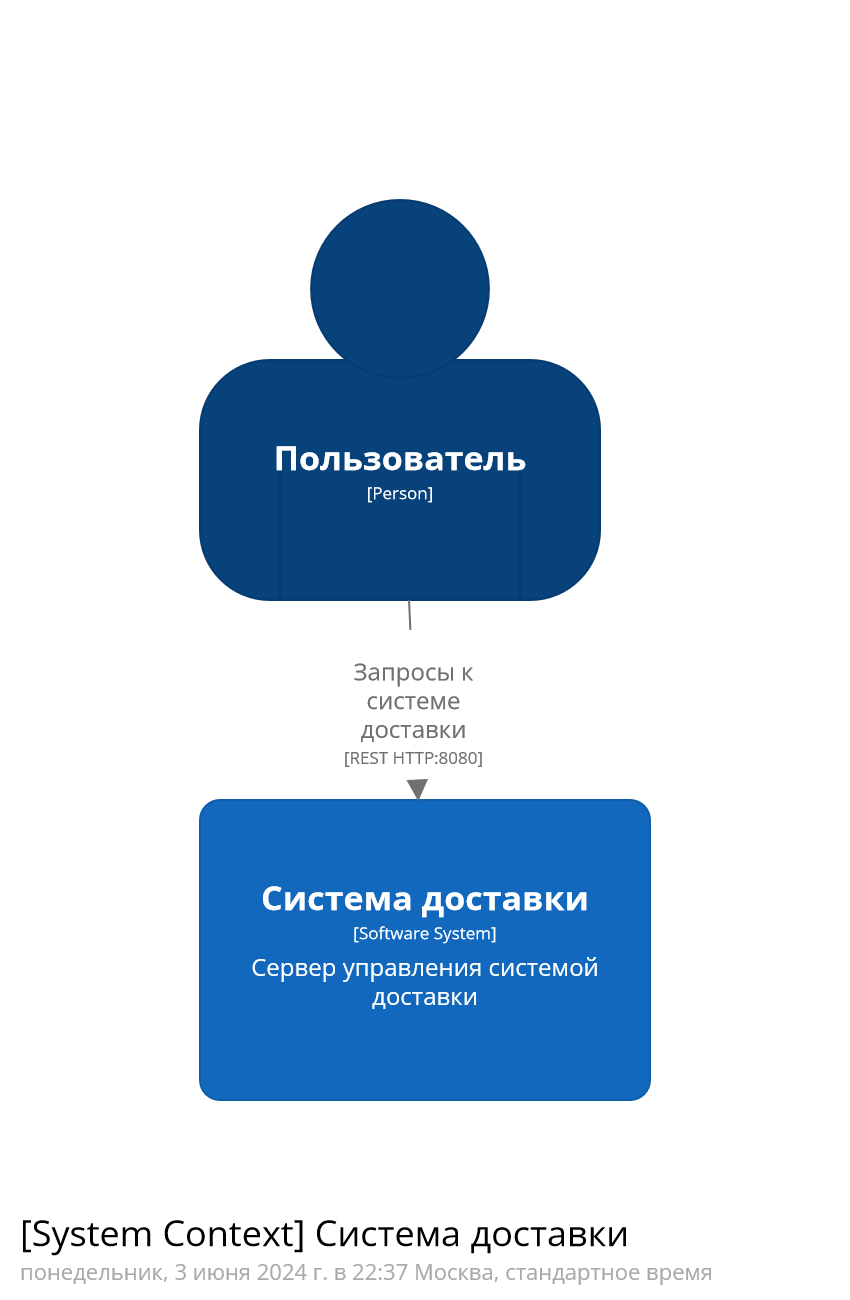 Пользователь
[Person]
Запросы к
системе
доставки
[REST HTTP:8080]
Система доставки
[Software System]
Сервер управления системой
доставки
[System Context] Система доставки
понедельник, 3 июня 2024 г. в 22:37 Москва, стандартное время